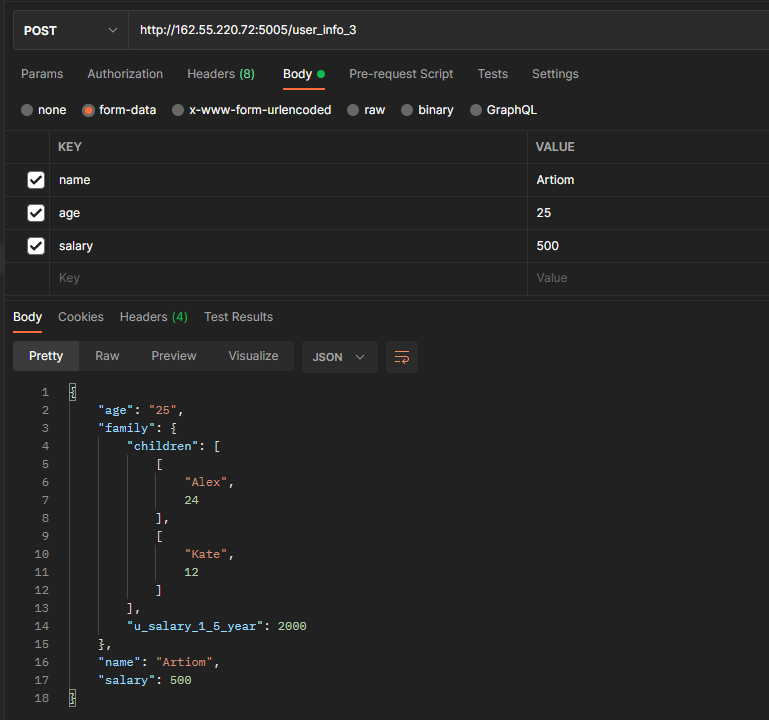 POST http://162.55.220.72:5005/user_info_3
Params Authorization Headers (8) Body Pre-request Script Tests Settings
none form-data x-www-form-urlencoded raw binary GraphQL
KEY VALUE
name Artiom
age 25
salary 500
Key Value
Body Cookies Headers (4) Test Results
Pretty Raw Preview Visualize JSON
1 {
2 "age": "25",
3 "family": {
4 "children": [
5 [
6 "Alex",
7 24
8 ],
9 [
10 "Kate",
11 12
12 ]
13 ],
14 "u_salary_1_5_year": 2000
15 },
16 "name": "Artiom",
17 "salary": 500
18 }